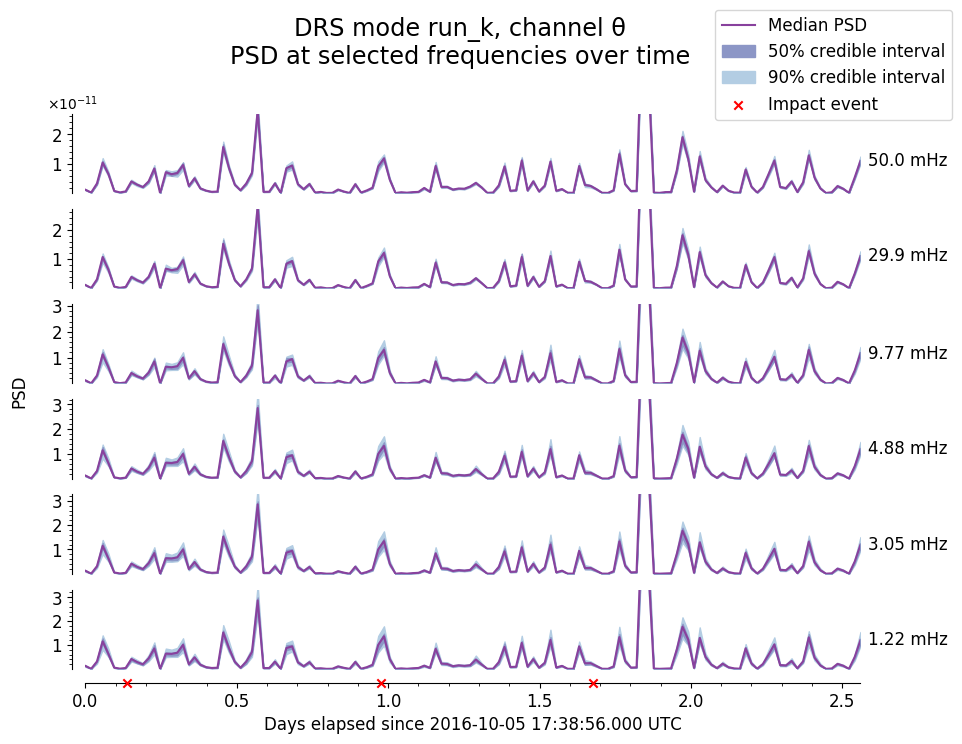 DRS mode run_k, channel θ
PSD at selected frequencies over time
Median PSD
50% credible interval
90% credible interval
Impact event
×10⁻¹¹
2
1
50.0 mHz
2
1
29.9 mHz
3
2
1
9.77 mHz
PSD
3
2
1
4.88 mHz
3
2
1
3.05 mHz
3
2
1
1.22 mHz
0.0 0.5 1.0 1.5 2.0 2.5
Days elapsed since 2016-10-05 17:38:56.000 UTC